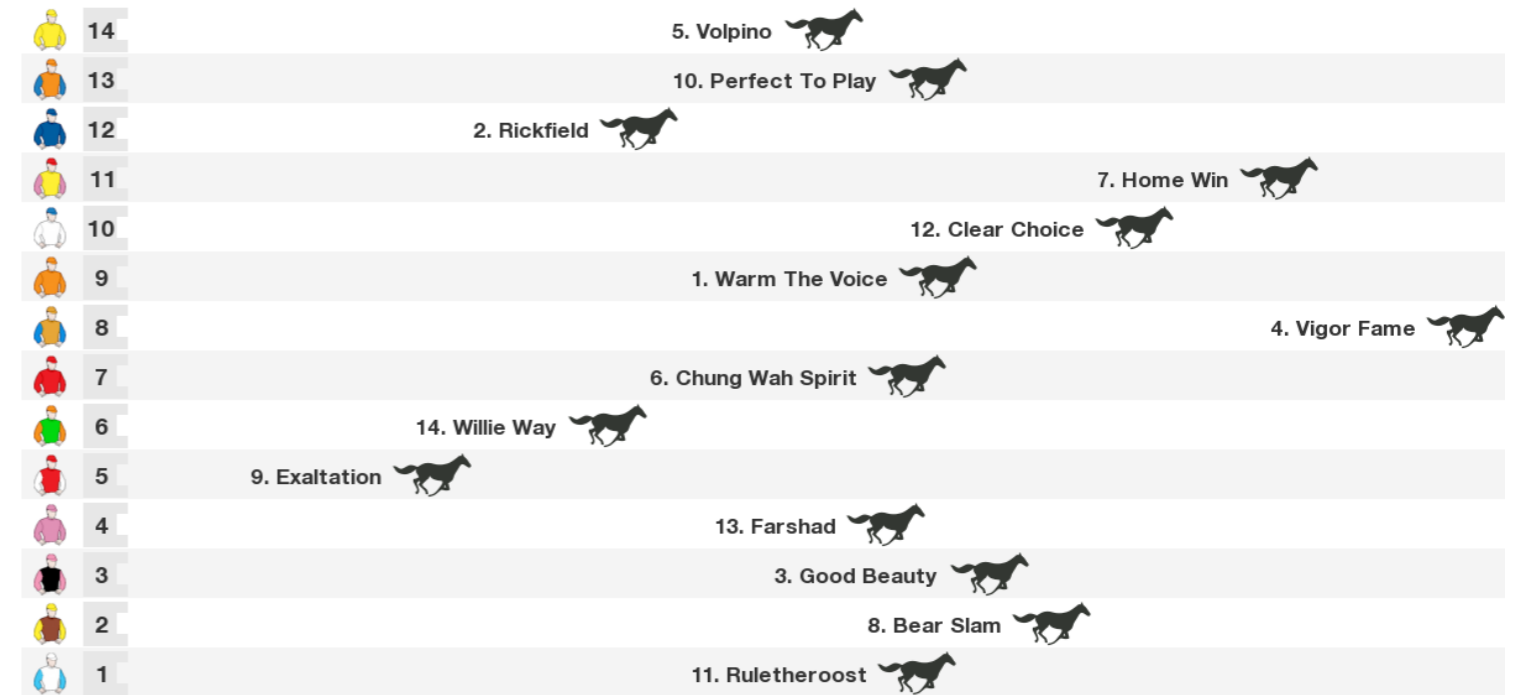 14 5. Volpino
13 10. Perfect To Play
12 2. Rickfield
11 7. Home Win
10 12. Clear Choice
9 1. Warm The Voice
8 4. Vigor Fame
7 6. Chung Wah Spirit
6 14. Willie Way
5 9. Exaltation
4 13. Farshad
3 3. Good Beauty
2 8. Bear Slam
1 11. Ruletheroost